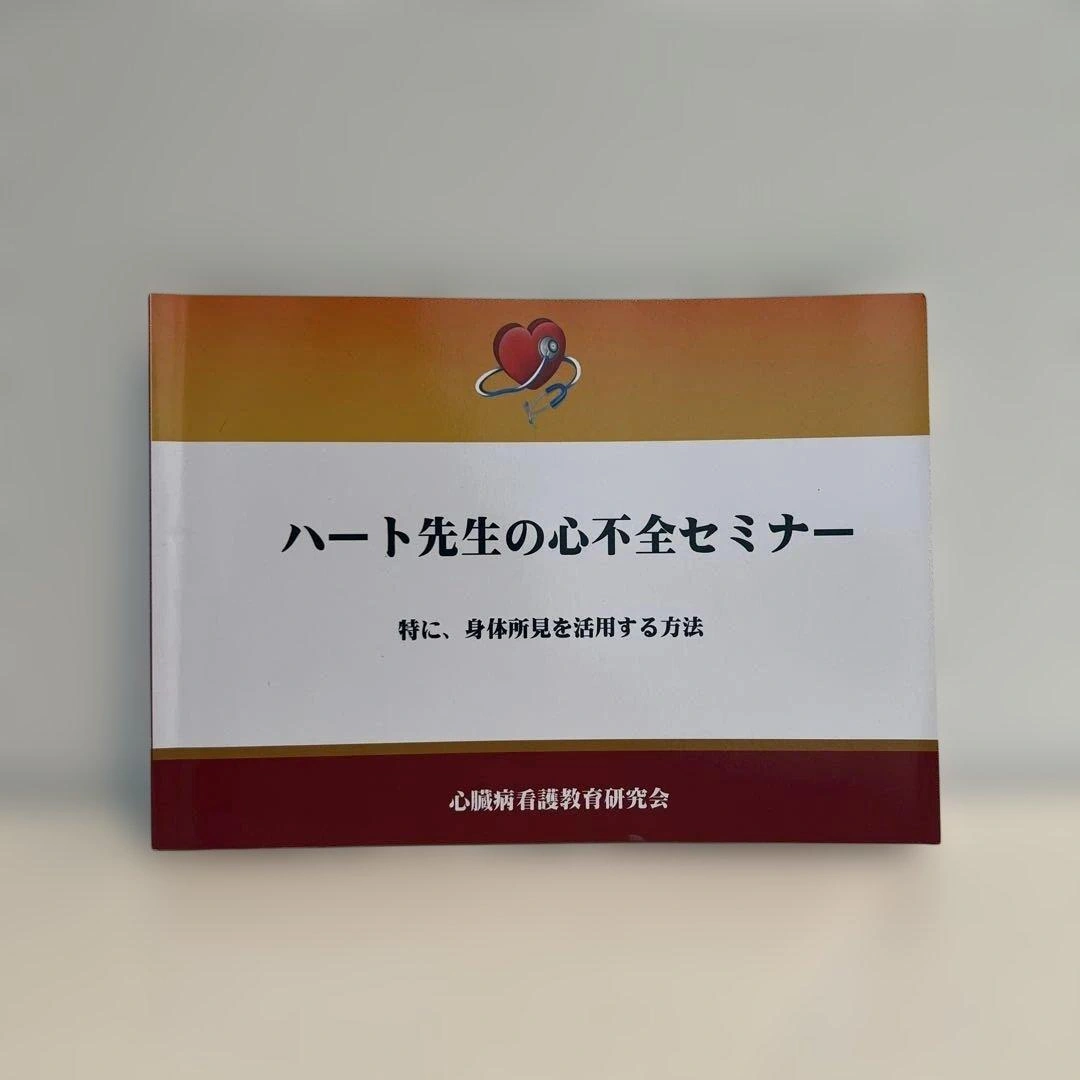 ハート先生の心不全セミナー
特に、身体所見を活用する方法
心臓病看護教育研究会